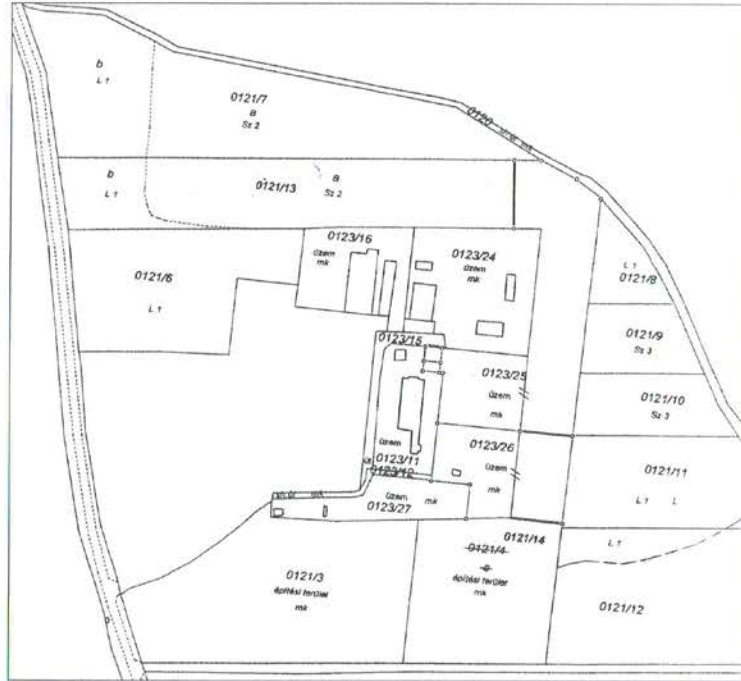 b
L 1
0121/7
a
Sz 2
0120
b
L 1
a
0121/13
Sz 2
0123/16
üzem
mk
0123/24
üzem
mk
L 1
0121/8
0121/6
L 1
0121/9
Sz 3
0123/15
0123/25
üzem
mk
0121/10
Sz 3
üzem
0123/26
üzem
mk
0123/11
0123/12
0121/11
L 1
L
üzem
mk
0123/27
0121/14
0121/4
a
építési terület
mk
L 1
0121/3
építési terület
mk
0121/12